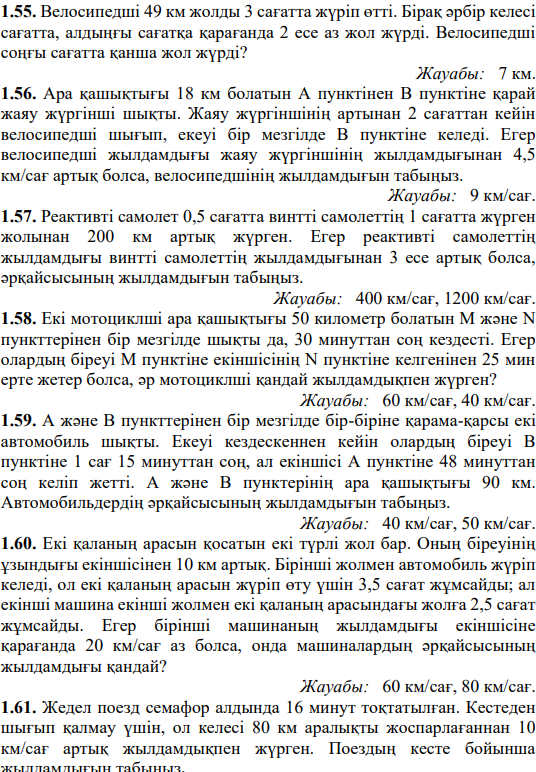 1.55. Велосипедші 49 км жолды 3 сағатта жүріп өтті. Бірақ әрбір келесі
сағатта, алдыңғы сағатқа қарағанда 2 есе аз жол жүрді. Велосипедші
соңғы сағатта қанша жол жүрді?
Жауабы: 7 км.
1.56. Ара қашықтығы 18 км болатын А пунктінен В пунктіне қарай
жаяу жүргінші шықты. Жаяу жүргіншінің артынан 2 сағаттан кейін
велосипедші шығып, екеуі бір мезгілде В пунктіне келеді. Егер
велосипедші жылдамдығы жаяу жүргіншінің жылдамдығынан 4,5
км/сағ артық болса, велосипедшінің жылдамдығын табыңыз.
Жауабы: 9 км/сағ.
1.57. Реактивті самолет 0,5 сағатта винтті самолеттің 1 сағатта жүрген
жолынан 200 км артық жүрген. Егер реактивті самолеттің
жылдамдығы винтті самолеттің жылдамдығынан 3 есе артық болса,
әрқайсысының жылдамдығын табыңыз.
Жауабы: 400 км/сағ, 1200 км/сағ.
1.58. Екі мотоциклші ара қашықтығы 50 километр болатын М және N
пункттерінен бір мезгілде шықты да, 30 минуттан соң кездесті. Егер
олардың біреуі М пунктіне екіншісінің N пунктіне келгенінен 25 мин
ерте жетер болса, әр мотоциклші қандай жылдамдықпен жүрген?
Жауабы: 60 км/сағ, 40 км/сағ.
1.59. А және В пункттерінен бір мезгілде бір-біріне қарама-қарсы екі
автомобиль шықты. Екеуі кездескеннен кейін олардың біреуі В
пунктіне 1 сағ 15 минуттан соң, ал екіншісі А пунктіне 48 минуттан
соң келіп жетті. А және В пунктерінің ара қашықтығы 90 км.
Автомобильдердің әрқайсысының жылдамдығын табыңыз.
Жауабы: 40 км/сағ, 50 км/сағ.
1.60. Екі қаланың арасын қосатын екі түрлі жол бар. Оның біреуінің
ұзындығы екіншісінен 10 км артық. Бірінші жолмен автомобиль жүріп
келеді, ол екі қаланың арасын жүріп өту үшін 3,5 сағат жұмсайды; ал
екінші машина екінші жолмен екі қаланың арасындағы жолға 2,5 сағат
жұмсайды. Егер бірінші машинаның жылдамдығы екіншісіне
қарағанда 20 км/сағ аз болса, онда машиналардың әрқайсысының
жылдамдығы қандай?
Жауабы: 60 км/сағ, 80 км/сағ.
1.61. Жедел поезд семафор алдында 16 минут тоқтатылған. Кестеден
шығып қалмау үшін, ол келесі 80 км аралықты жоспарлағаннан 10
км/сағ артық жылдамдықпен жүрген. Поездың кесте бойынша
жылдамдығын табыңыз.